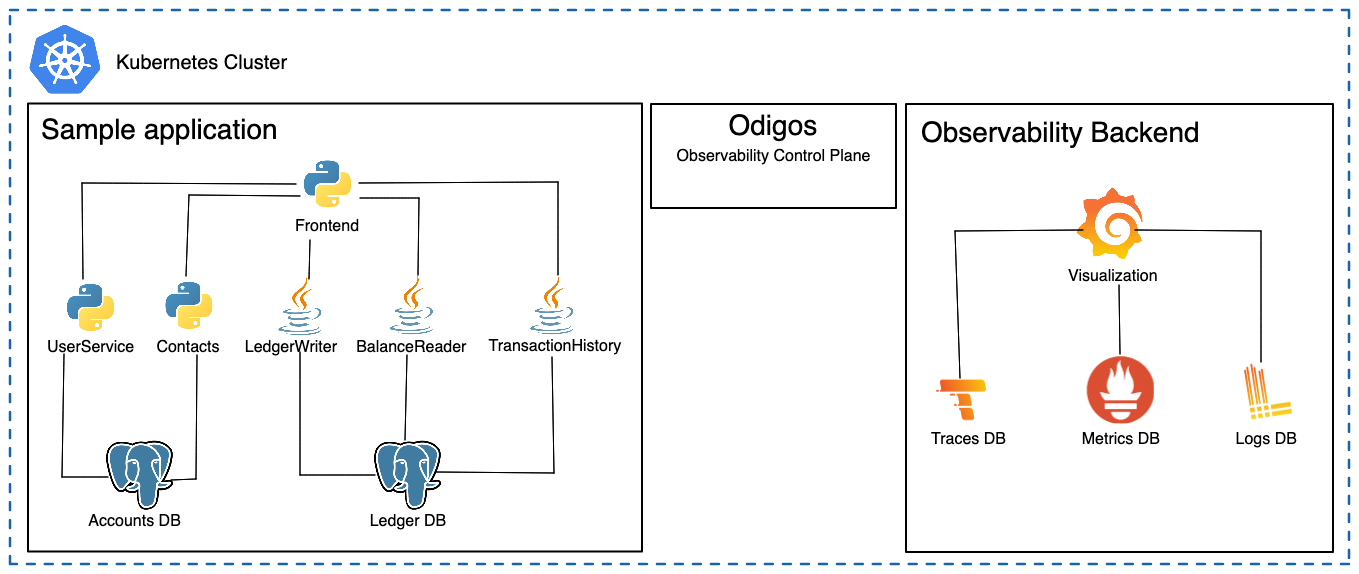 Kubernetes Cluster
Sample application
Frontend
UserService
Contacts
LedgerWriter
BalanceReader
TransactionHistory
Accounts DB
Ledger DB
Odigos
Observability Control Plane
Observability Backend
Visualization
Traces DB
Metrics DB
Logs DB